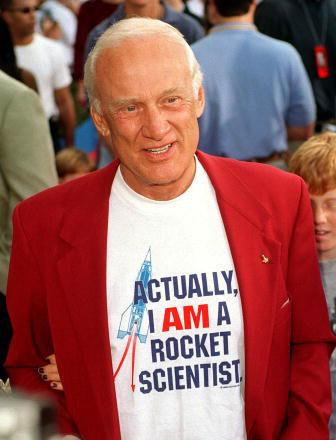 ACTUALLY,
I AM A
ROCKET
SCIENTIST.